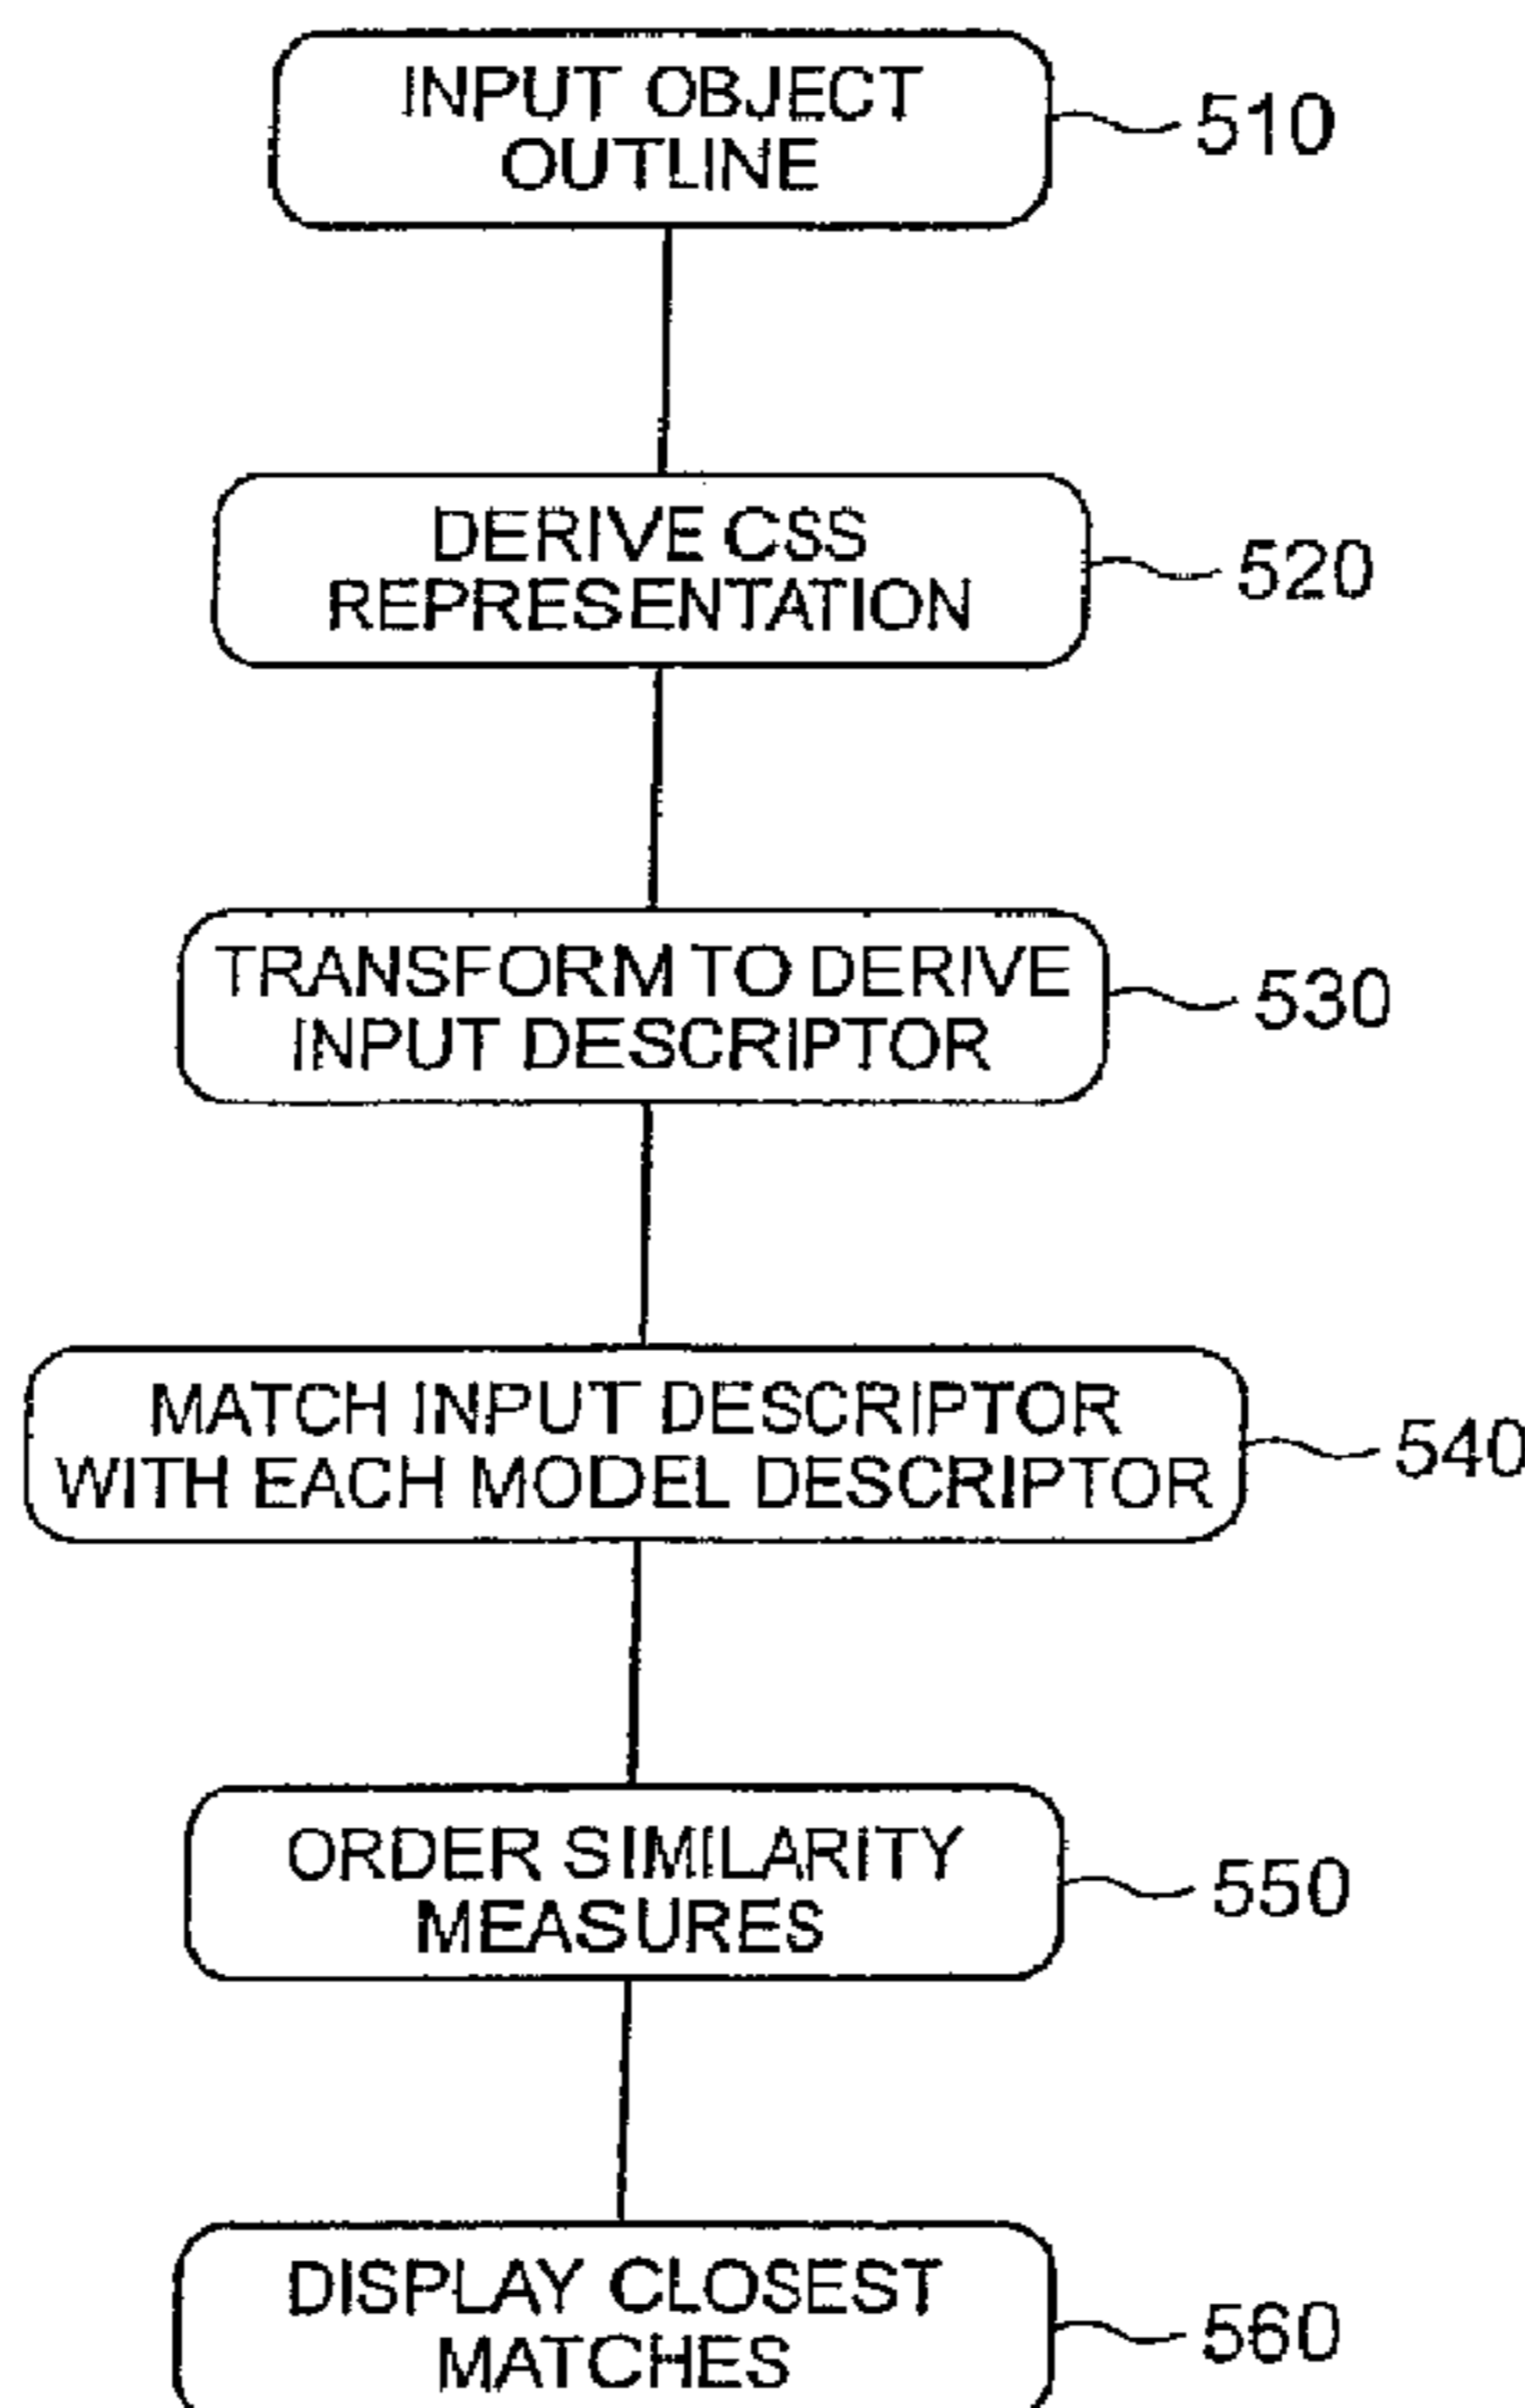 INPUT OBJECT
OUTLINE
510
DERIVE CSS
REPRESENTATION
520
TRANSFORM TO DERIVE
INPUT DESCRIPTOR
530
MATCH INPUT DESCRIPTOR
WITH EACH MODEL DESCRIPTOR
540
ORDER SIMILARITY
MEASURES
550
DISPLAY CLOSEST
MATCHES
560